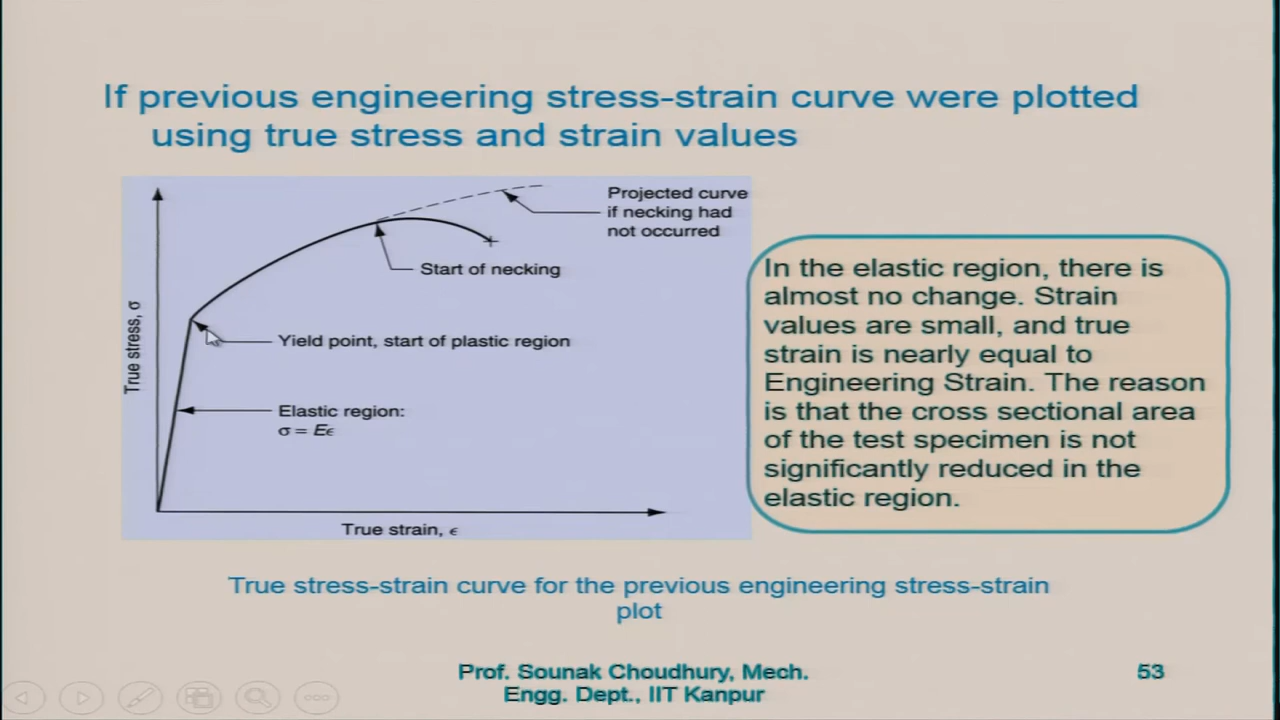 If previous engineering stress-strain curve were plotted
using true stress and strain values
Projected curve
if necking had
not occurred
Start of necking
True stress, σ
Yield point, start of plastic region
Elastic region:
σ = Eϵ
True strain, ϵ
In the elastic region, there is
almost no change. Strain
values are small, and true
strain is nearly equal to
Engineering Strain. The reason
is that the cross sectional area
of the test specimen is not
significantly reduced in the
elastic region.
True stress-strain curve for the previous engineering stress-strain
plot
Prof. Sounak Choudhury, Mech.
Engg. Dept., IIT Kanpur
53